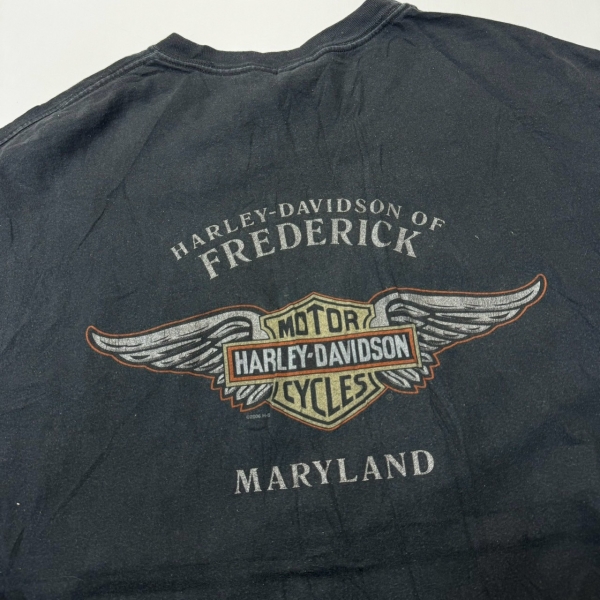 HARLEY-DAVIDSON OF
FREDERICK
MOTOR
HARLEY-DAVIDSON
CYCLES
MARYLAND